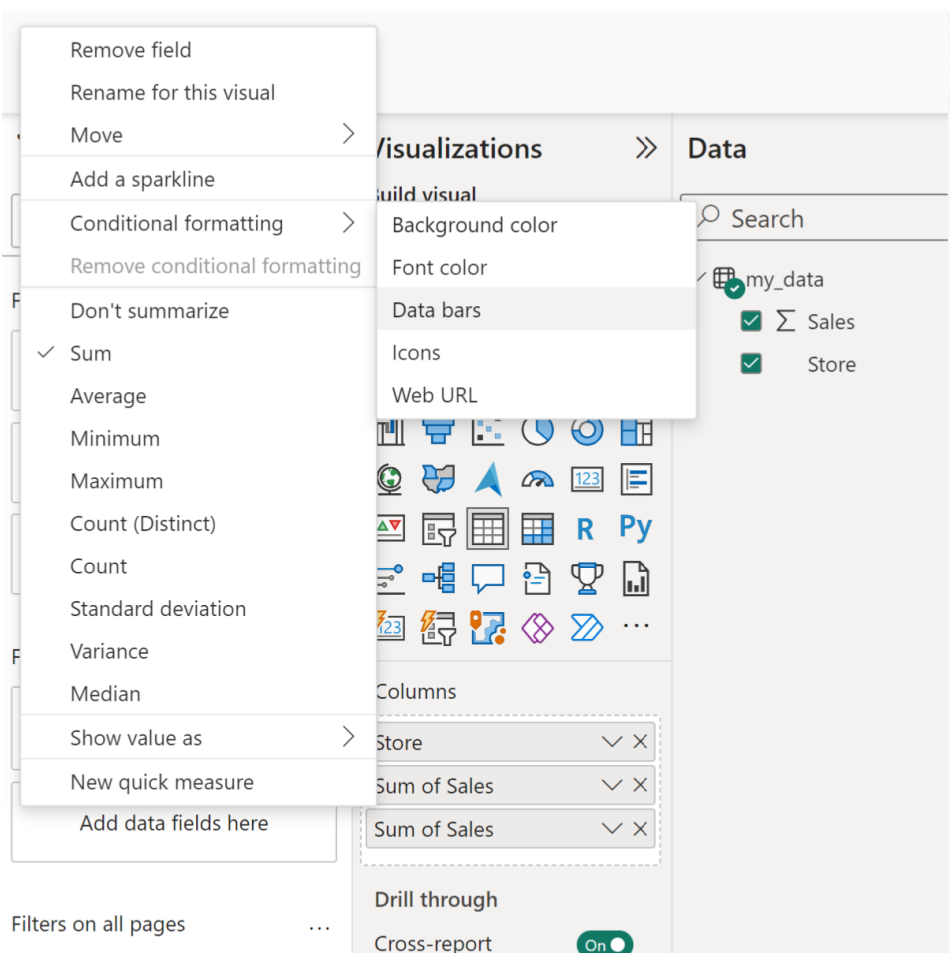 Remove field
Rename for this visual
Move
Add a sparkline
Conditional formatting
Remove conditional formatting
Don't summarize
Sum
Average
Minimum
Maximum
Count (Distinct)
Count
Standard deviation
Variance
Median
Show value as
New quick measure
Add data fields here
Filters on all pages
...
Background color
Font color
Data bars
Icons
Web URL
Visualizations
Build visual
123
R
Py
123
...
Columns
Store
Sum of Sales
Sum of Sales
Drill through
Cross-report
On
Data
Search
my_data
Σ Sales
Store